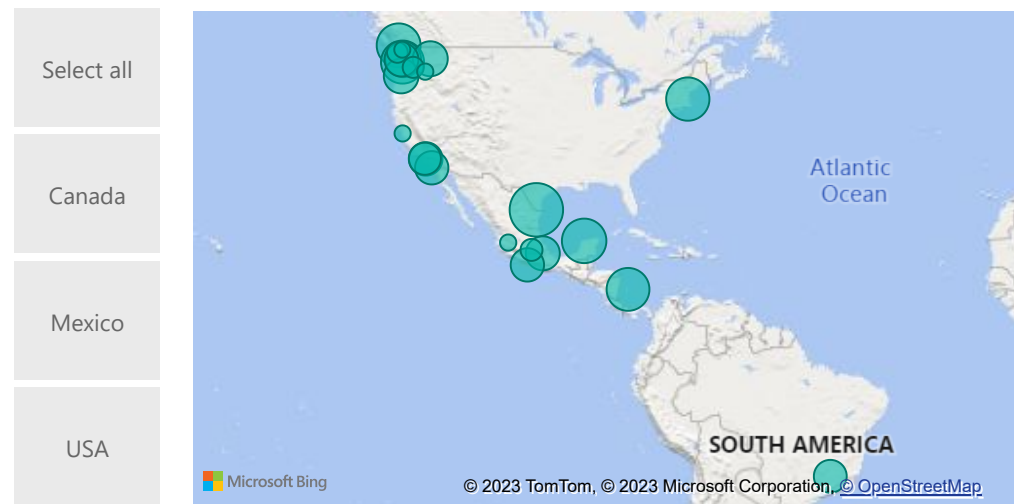 Select all
Canada
Mexico
USA
Atlantic
Ocean
SOUTH AMERICA
Microsoft Bing
© 2023 TomTom, © 2023 Microsoft Corporation, © OpenStreetMap